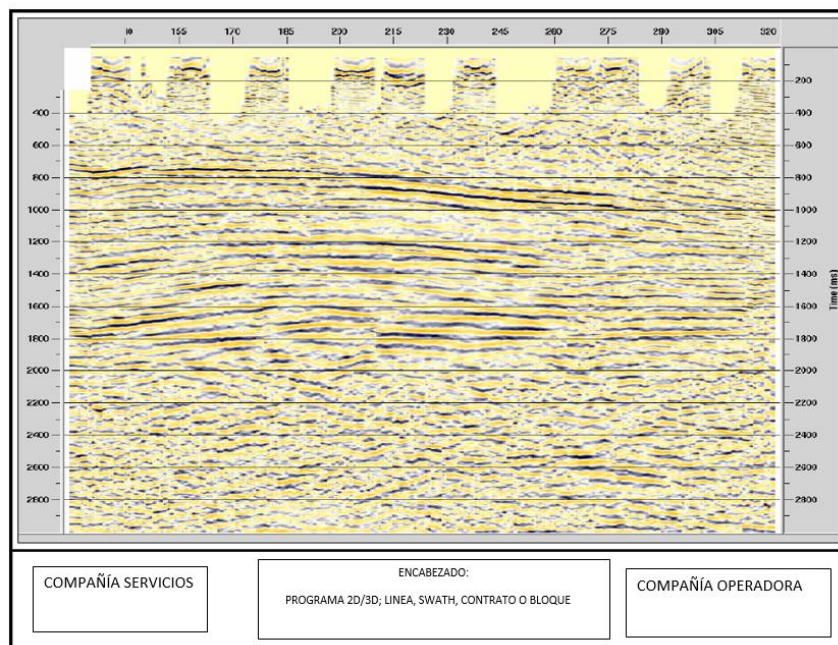 155 170 185 200 215 230 245 260 275 290 305 320
200
400 400
600 600
800 800
1000 1000
1200 1200
1400 1400
1600 1600
1800 1800
2000 2000
2200 2200
2400 2400
2600 2600
2800 2800
Time (ms)
COMPAÑÍA SERVICIOS
ENCABEZADO:
PROGRAMA 2D/3D; LINEA, SWATH, CONTRATO O BLOQUE
COMPAÑÍA OPERADORA